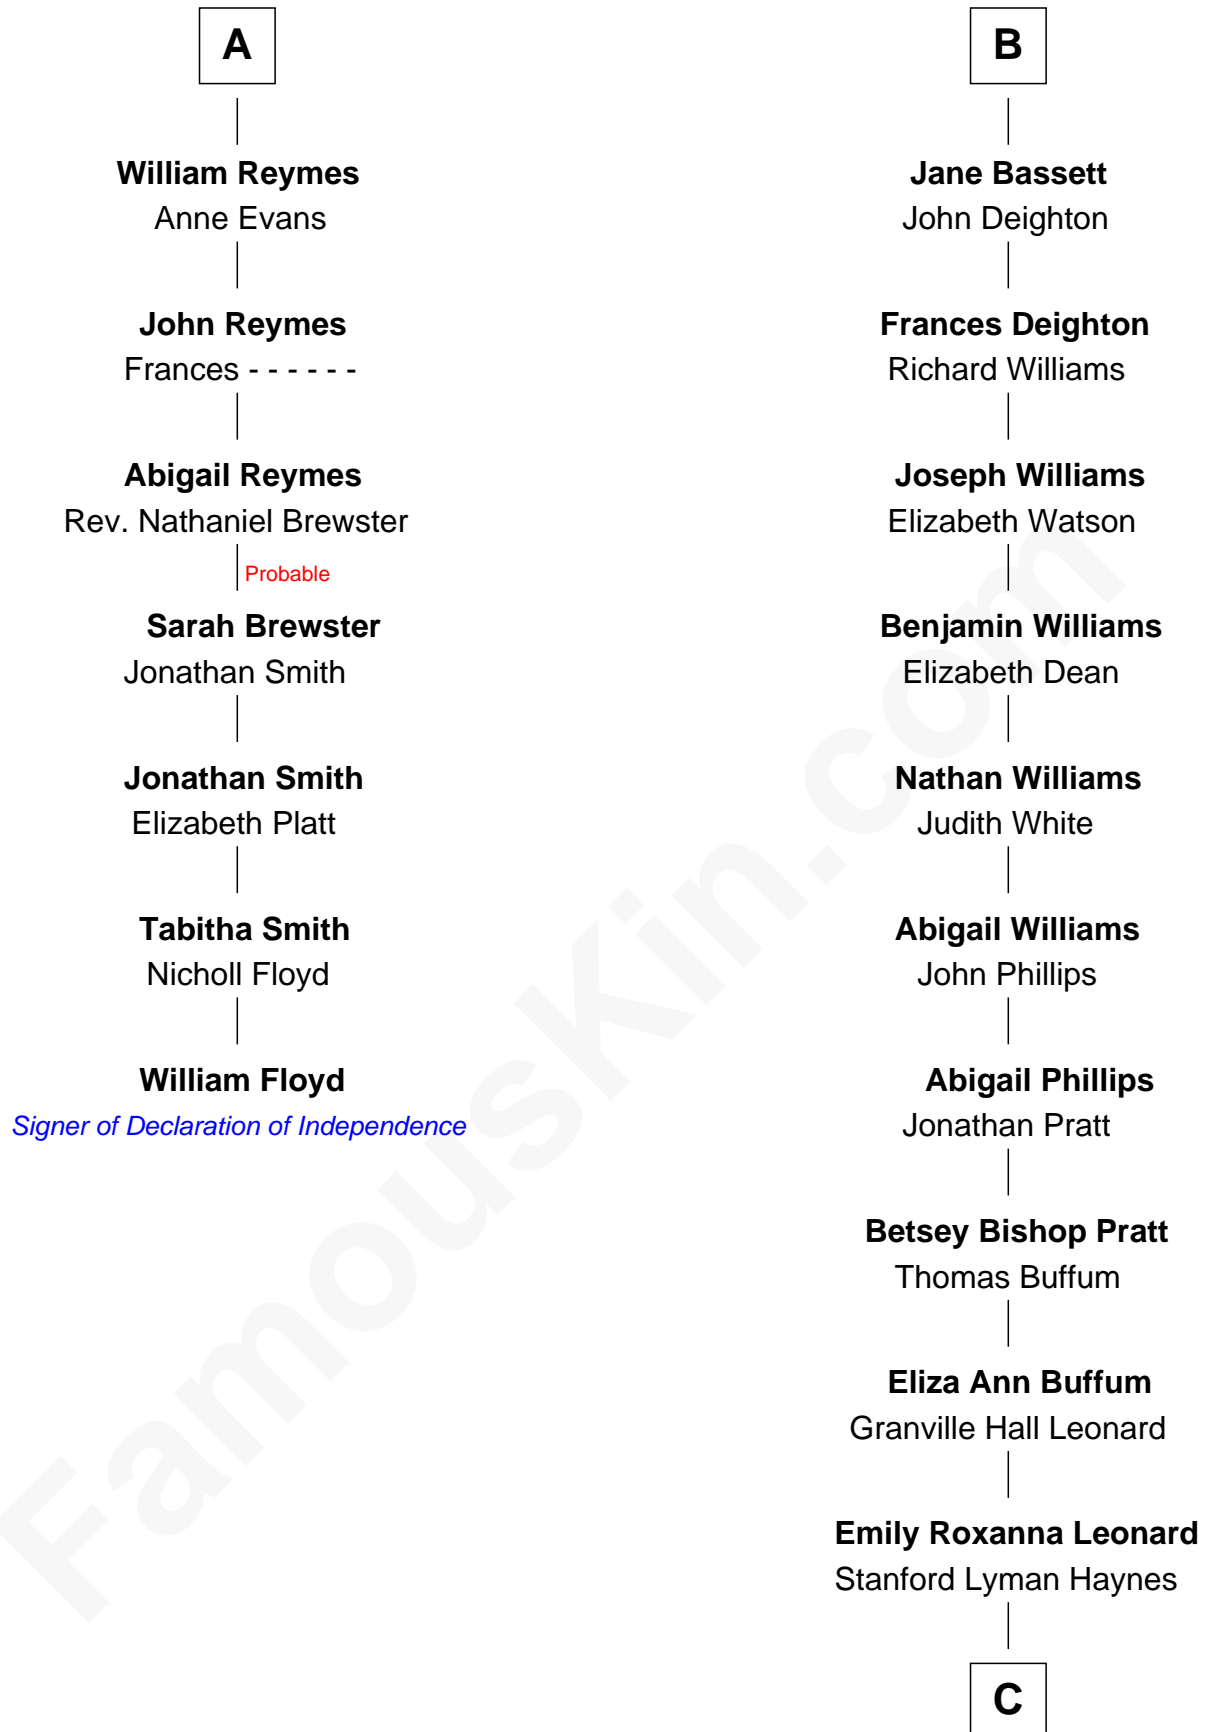 A
William Reymes
Anne Evans
John Reymes
Frances - - - - - -
Abigail Reymes
Rev. Nathaniel Brewster
Probable
Sarah Brewster
Jonathan Smith
Jonathan Smith
Elizabeth Platt
Tabitha Smith
Nicholl Floyd
William Floyd
Signer of Declaration of Independence
B
Jane Bassett
John Deighton
Frances Deighton
Richard Williams
Joseph Williams
Elizabeth Watson
Benjamin Williams
Elizabeth Dean
Nathan Williams
Judith White
Abigail Williams
John Phillips
Abigail Phillips
Jonathan Pratt
Betsey Bishop Pratt
Thomas Buffum
Eliza Ann Buffum
Granville Hall Leonard
Emily Roxanna Leonard
Stanford Lyman Haynes
C
FamousKin.com